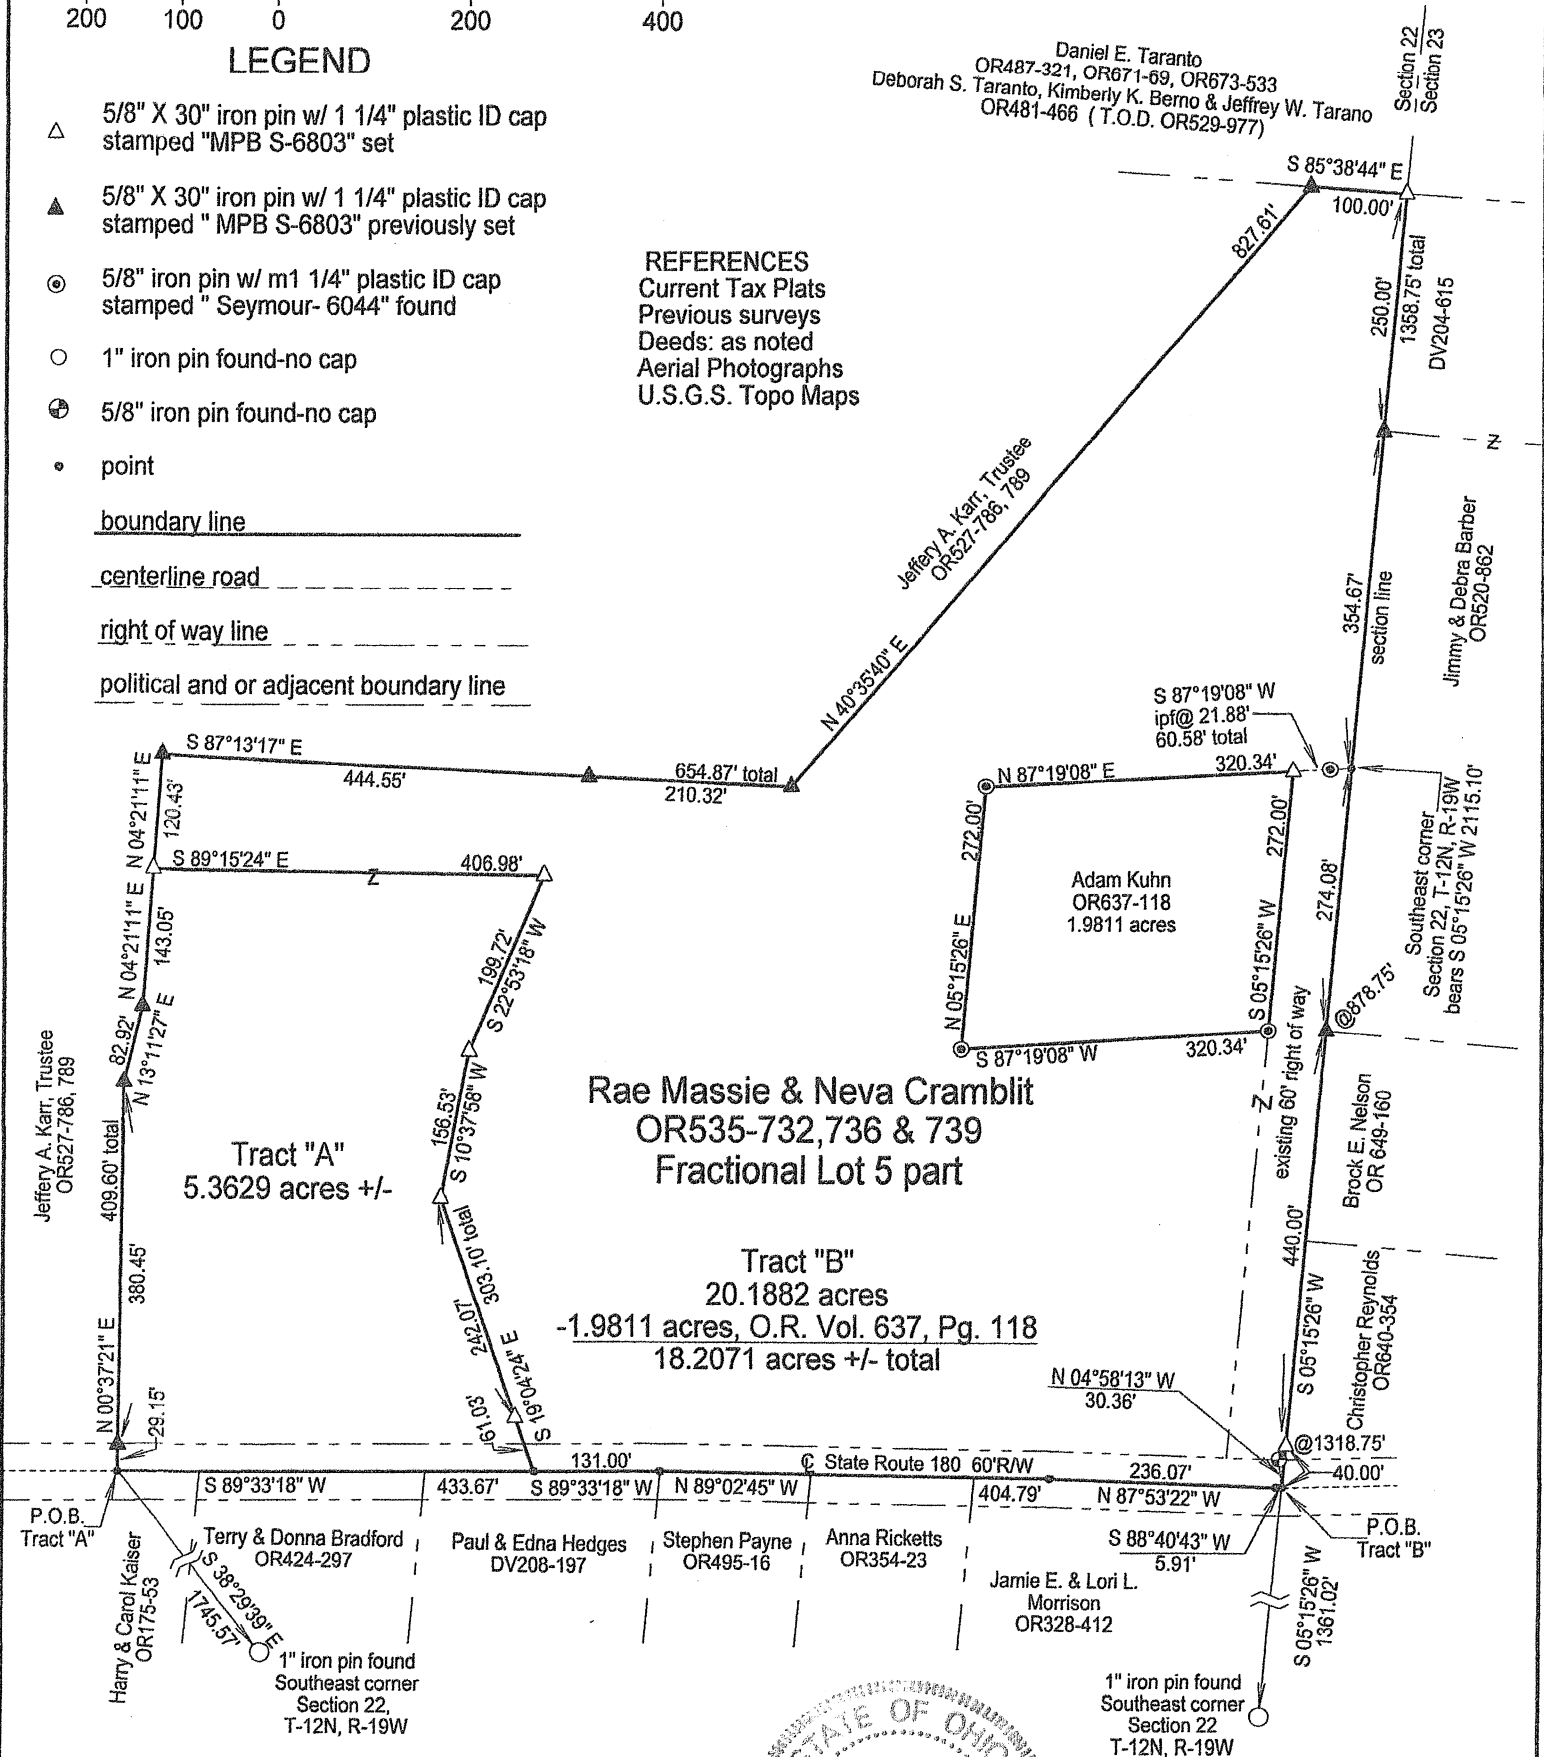 200 100 0 200 400
LEGEND
5/8" X 30" iron pin w/ 1 1/4" plastic ID cap
stamped "MPB S-6803" set
5/8" X 30" iron pin w/ 1 1/4" plastic ID cap
stamped " MPB S-6803" previously set
5/8" iron pin w/ m1 1/4" plastic ID cap
stamped " Seymour- 6044" found
1" iron pin found-no cap
5/8" iron pin found-no cap
point
boundary line
centerline road
right of way line
political and or adjacent boundary line
REFERENCES
Current Tax Plats
Previous surveys
Deeds: as noted
Aerial Photographs
U.S.G.S. Topo Maps
Daniel E. Taranto
OR487-321, OR671-69, OR673-533
Deborah S. Taranto, Kimberly K. Berno & Jeffrey W. Tarano
OR481-466 ( T.O.D. OR529-977)
Section 22
Section 23
S 85°38'44" E
100.00'
827.61'
N 40°35'40" E
Jeffery A. Karr, Trustee
OR527-786, 789
250.00'
1358.75' total
DV204-615
Z
354.67'
section line
Jimmy & Debra Barber
OR520-862
S 87°19'08" W
ipf@ 21.88'
60.58' total
S 87°13'17" E
444.55'
654.87' total
210.32'
N 04°21'11" E
120.43'
S 89°15'24" E
406.98'
Z
N 04°21'11" E
143.05'
82.92'
N 13°11'27" E
199.72'
S 22°53'18" W
156.53'
S 10°37'58" W
N 87°19'08" E
320.34'
272.00'
N 05°15'26" E
272.00'
S 05°15'26" W
Adam Kuhn
OR637-118
1.9811 acres
S 87°19'08" W
320.34'
274.08'
Southeast corner
Section 22, T-12N, R-19W
bears S 05°15'26" W 2115.10'
@878.75'
existing 60' right of way
Z
Jeffery A. Karr, Trustee
OR527-786, 789
409.60' total
380.45'
N 00°37'21" E
29.15'
Tract "A"
5.3629 acres +/-
Rae Massie & Neva Cramblit
OR535-732,736 & 739
Fractional Lot 5 part
Tract "B"
20.1882 acres
-1.9811 acres, O.R. Vol. 637, Pg. 118
18.2071 acres +/- total
303.10' total
242.07'
S 19°04'24" E
61.03'
Brock E. Nelson
OR 649-160
440.00'
S 05°15'26" W
Christopher Reynolds
OR640-354
N 04°58'13" W
30.36'
@1318.75'
40.00'
131.00'
State Route 180 60'R/W
236.07'
S 89°33'18" W
433.67'
S 89°33'18" W
N 89°02'45" W
404.79'
N 87°53'22" W
P.O.B.
Tract "A"
P.O.B.
Tract "B"
S 88°40'43" W
5.91'
Harry & Carol Kaiser
OR175-53
Terry & Donna Bradford
OR424-297
Paul & Edna Hedges
DV208-197
Stephen Payne
OR495-16
Anna Ricketts
OR354-23
Jamie E. & Lori L.
Morrison
OR328-412
S 38°29'39" E
1745.57'
S 05°15'26" W
1361.02'
1" iron pin found
Southeast corner
Section 22,
T-12N, R-19W
1" iron pin found
Southeast corner
Section 22
T-12N, R-19W
STATE OF OHIO